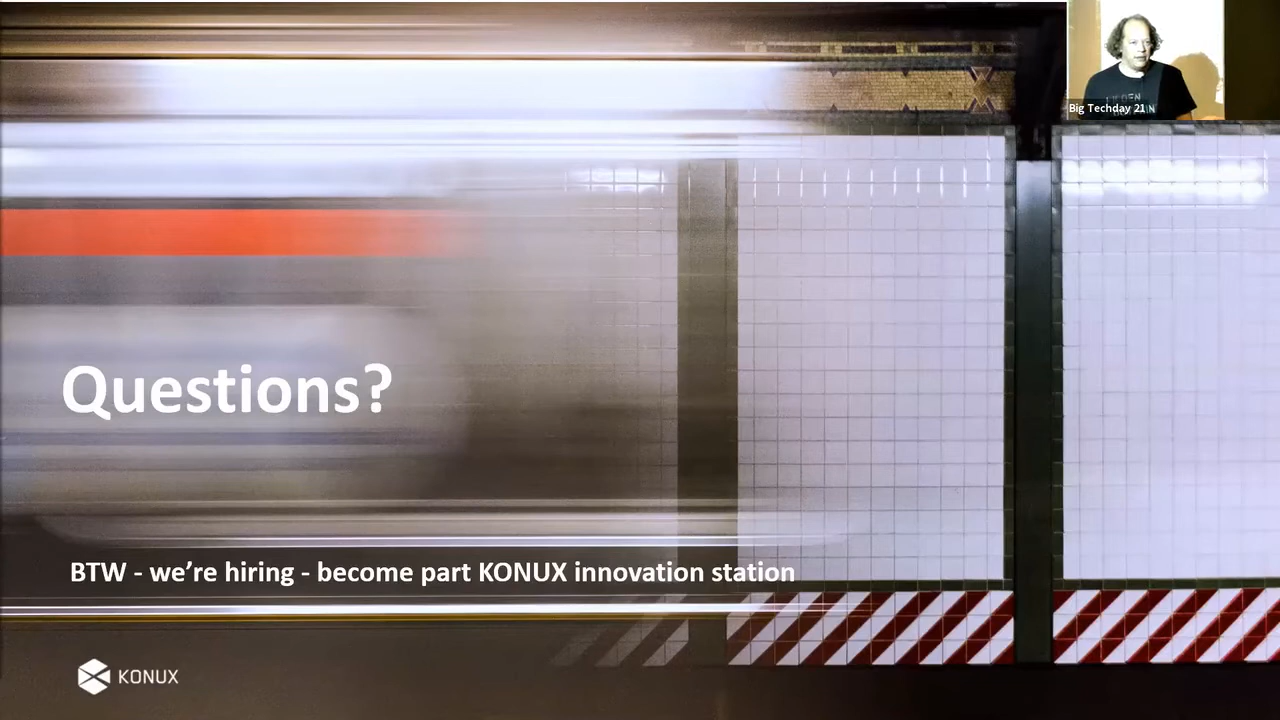 Big Techday 21
Questions?
BTW - we're hiring - become part KONUX innovation station
KONUX